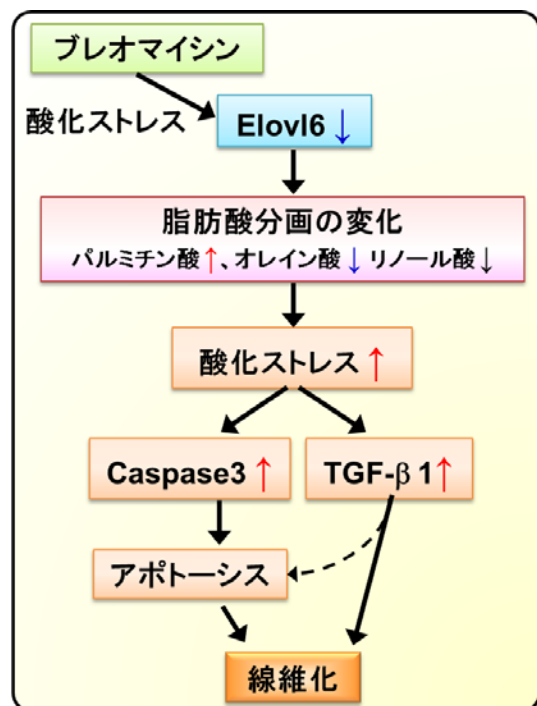 ブレオマイシン
酸化ストレス
Elovl6 ↓
脂肪酸分画の変化
パルミチン酸↑、オレイン酸↓ リノール酸↓
酸化ストレス ↑
Caspase3 ↑
TGF-β 1↑
アポトーシス
線維化